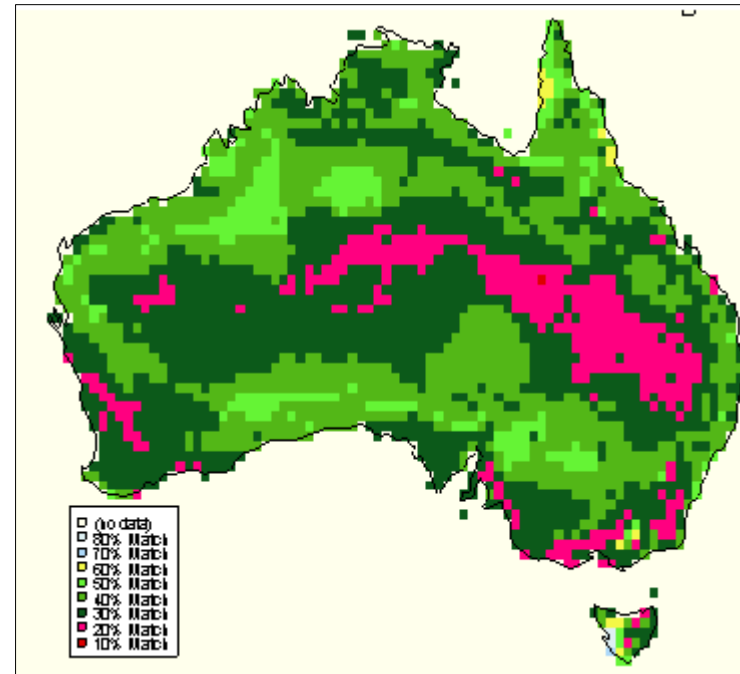 (no data)
80% Match
70% Match
60% Match
50% Match
40% Match
30% Match
20% Match
10% Match